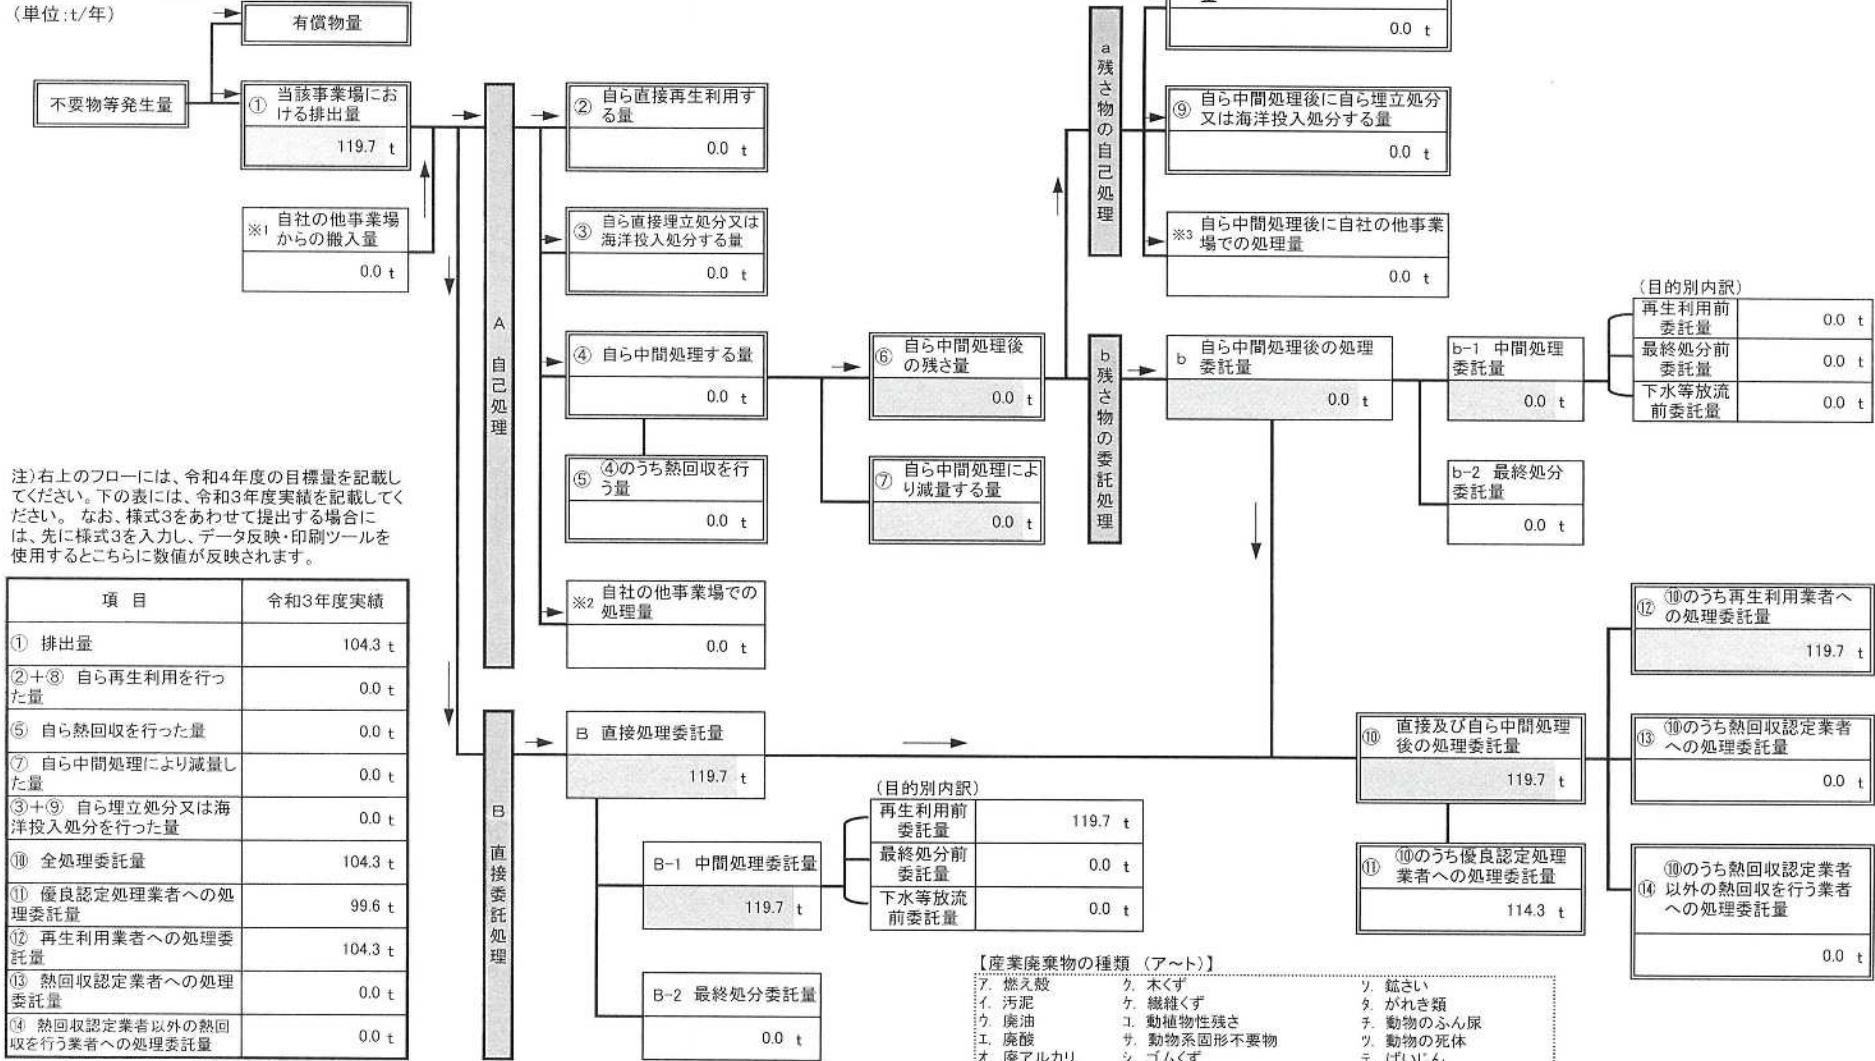 (単位:t/年)
有償物量
不要物等発生量
① 当該事業場にお
ける排出量
119.7 t
※1 自社の他事業場
からの搬入量
0.0 t
A 自己処理
② 自ら直接再生利用す
る量
0.0 t
③ 自ら直接埋立処分又は
海洋投入処分する量
0.0 t
④ 自ら中間処理する量
0.0 t
⑤ ④のうち熱回収を行
う量
0.0 t
※2 自社の他事業場での
処理量
0.0 t
⑥ 自ら中間処理後
の残さ量
0.0 t
⑦ 自ら中間処理によ
り減量する量
0.0 t
a 残さ物の自己処理
0.0 t
⑨ 自ら中間処理後に自ら埋立処分
又は海洋投入処分する量
0.0 t
※3 自ら中間処理後に自社の他事業
場での処理量
0.0 t
b 残さ物の委託処理
b 自ら中間処理後の処理
委託量
0.0 t
b-1 中間処理
委託量
0.0 t
(目的別内訳)
再生利用前
委託量
0.0 t
最終処分前
委託量
0.0 t
下水等放流
前委託量
0.0 t
b-2 最終処分
委託量
0.0 t
注)右上のフローには、令和4年度の目標量を記載し
てください。下の表には、令和3年度実績を記載してく
ださい。 なお、様式3をあわせて提出する場合に
は、先に様式3を入力し、データ反映・印刷ツールを
使用するとこちらに数値が反映されます。
項 目 令和3年度実績
① 排出量 104.3 t
②+⑧ 自ら再生利用を行っ
た量 0.0 t
⑤ 自ら熱回収を行った量 0.0 t
⑦ 自ら中間処理により減量し
た量 0.0 t
③+⑨ 自ら埋立処分又は海
洋投入処分を行った量 0.0 t
⑩ 全処理委託量 104.3 t
⑪ 優良認定処理業者への処
理委託量 99.6 t
⑫ 再生利用業者への処理委
託量 104.3 t
⑬ 熱回収認定業者への処理
委託量 0.0 t
⑭ 熱回収認定業者以外の熱回
収を行う業者への処理委託量 0.0 t
B 直接委託処理
B 直接処理委託量
119.7 t
B-1 中間処理委託量
119.7 t
(目的別内訳)
再生利用前
委託量
119.7 t
最終処分前
委託量
0.0 t
下水等放流
前委託量
0.0 t
B-2 最終処分委託量
0.0 t
⑩ 直接及び自ら中間処理
後の処理委託量
119.7 t
⑪ ⑩のうち優良認定処理
業者への処理委託量
114.3 t
⑫ ⑩のうち再生利用業者へ
の処理委託量
119.7 t
⑬ ⑩のうち熱回収認定業者
への処理委託量
0.0 t
⑭ ⑩のうち熱回収認定業者
以外の熱回収を行う業者
への処理委託量
0.0 t
【産業廃棄物の種類 (ア~ト)】
ア. 燃え殻 ク. 木くず ソ. 鉱さい
イ. 汚泥 ケ. 繊維くず タ. がれき類
ウ. 廃油 コ. 動植物性残さ チ. 動物のふん尿
エ. 廃酸 サ. 動物系固形不要物 ツ. 動物の死体
オ. 廃アルカリ シ. ゴムくず テ. ばいじん